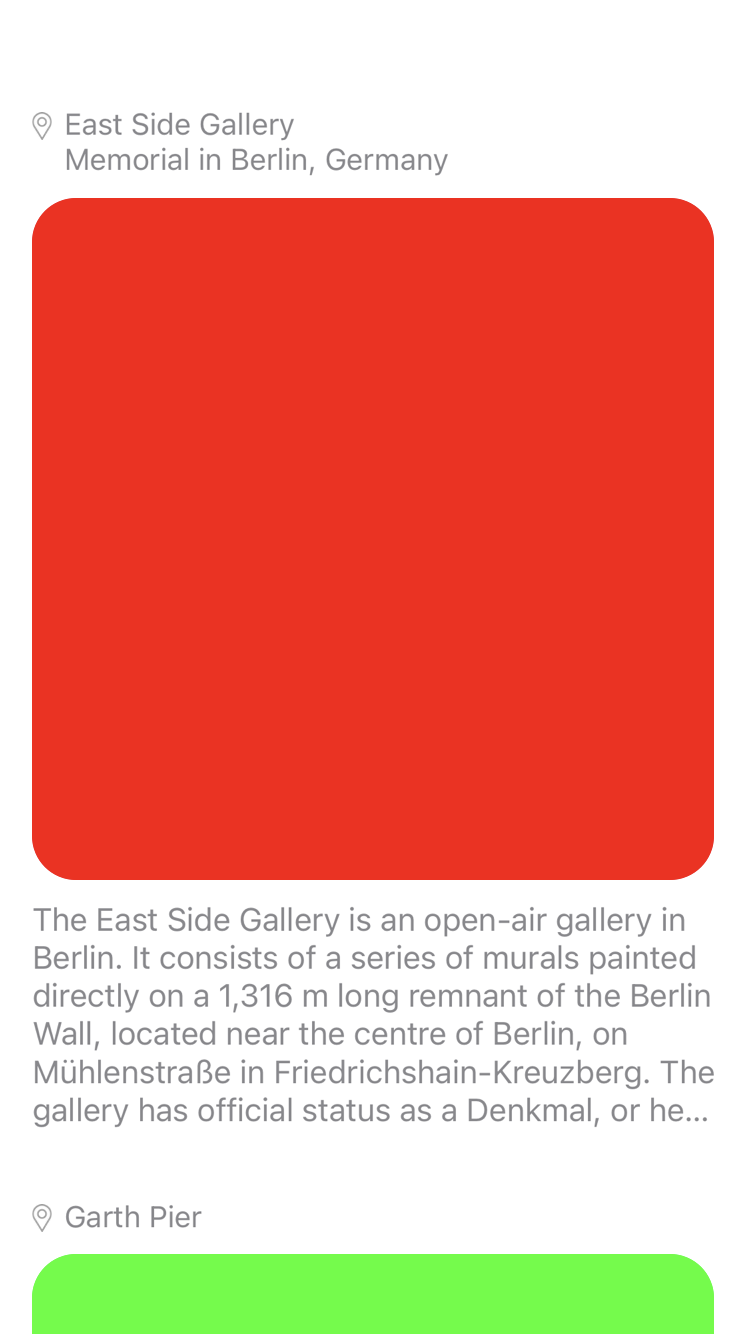 East Side Gallery
Memorial in Berlin, Germany
The East Side Gallery is an open-air gallery in
Berlin. It consists of a series of murals painted
directly on a 1,316 m long remnant of the Berlin
Wall, located near the centre of Berlin, on
Mühlenstraße in Friedrichshain-Kreuzberg. The
gallery has official status as a Denkmal, or he...
Garth Pier